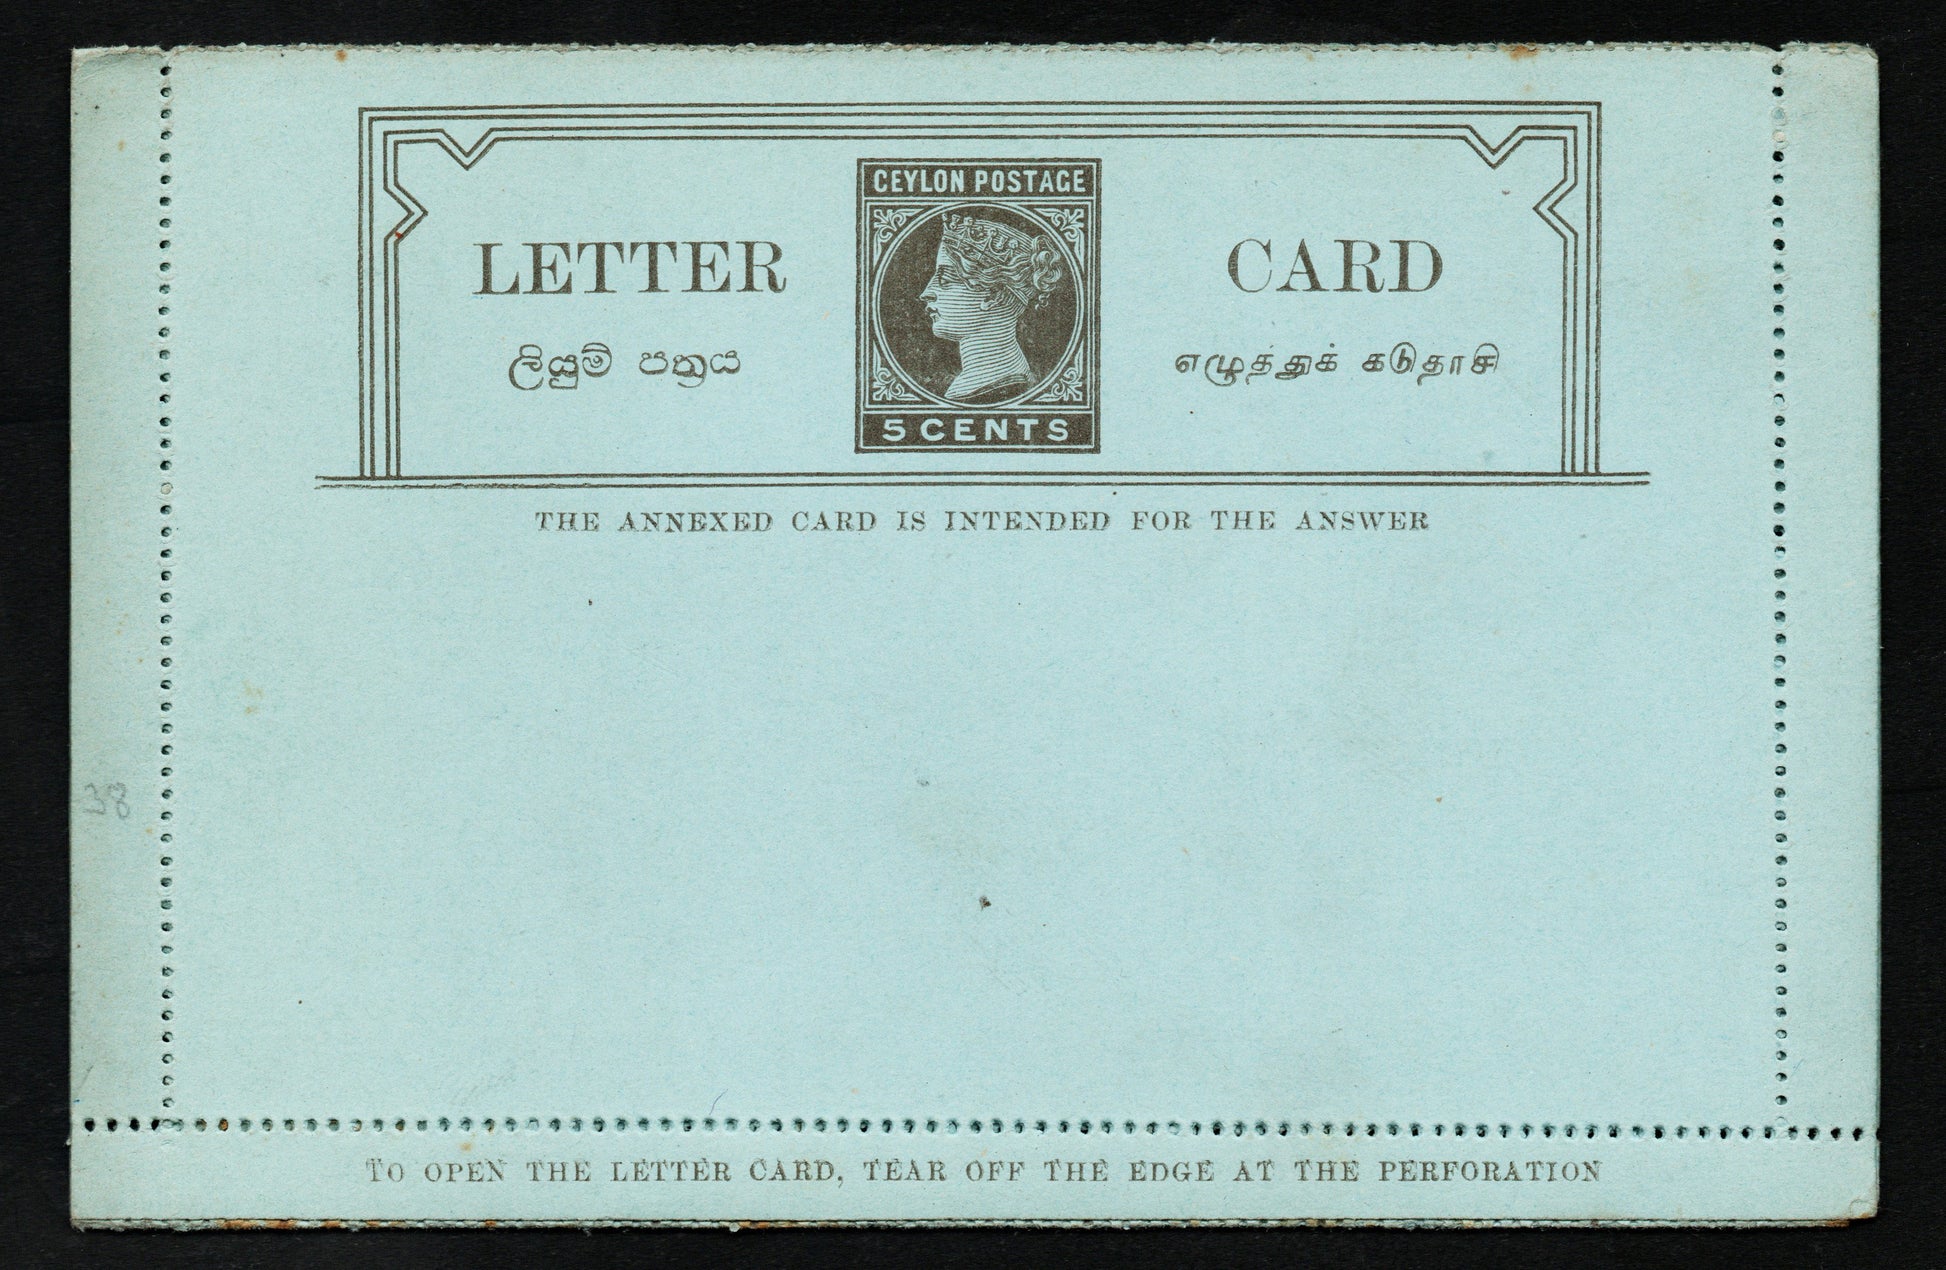 CEYLON POSTAGE
LETTER CARD
ලියුම් පත්‍රය
எழுத்துக் கடுதாசி
5 CENTS
THE ANNEXED CARD IS INTENDED FOR THE ANSWER
38
TO OPEN THE LETTER CARD, TEAR OFF THE EDGE AT THE PERFORATION